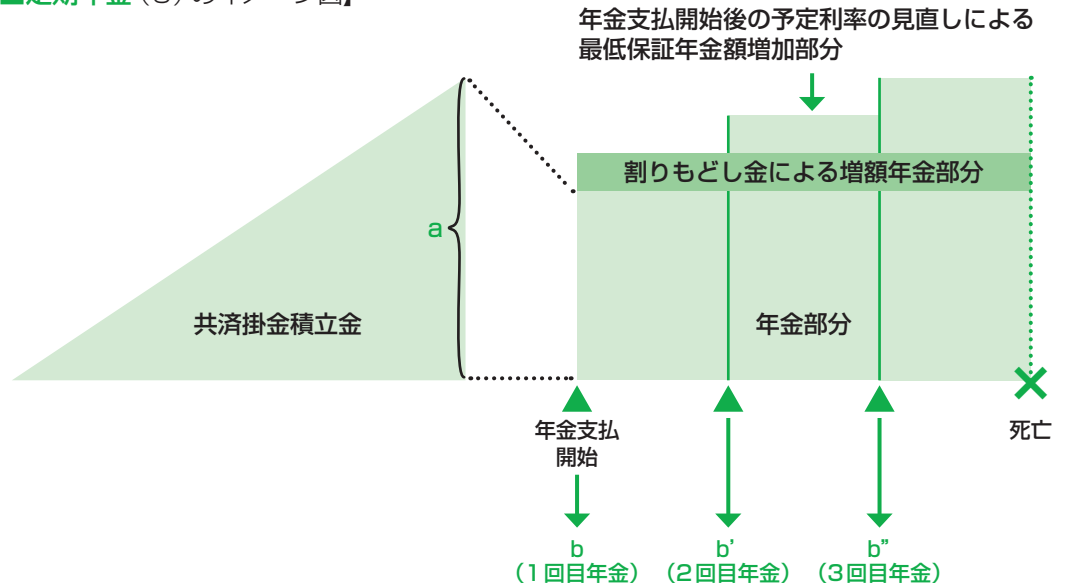 年金支払開始後の予定利率の見直しによる
最低保証年金額増加部分
割りもどし金による増額年金部分
a
共済掛金積立金
年金部分
年金支払
開始
死亡
b
(1回目年金)
b’
(2回目年金)
b”
(3回目年金)